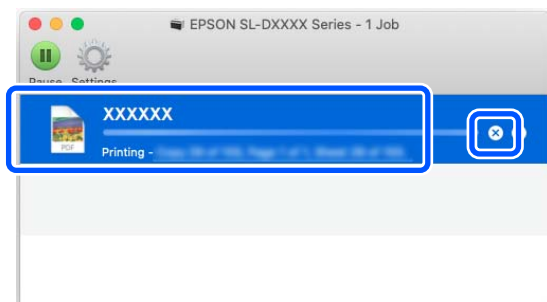 EPSON SL-DXXXX Series - 1 Job
Pause Settings
XXXXXX
PDF
Printing -